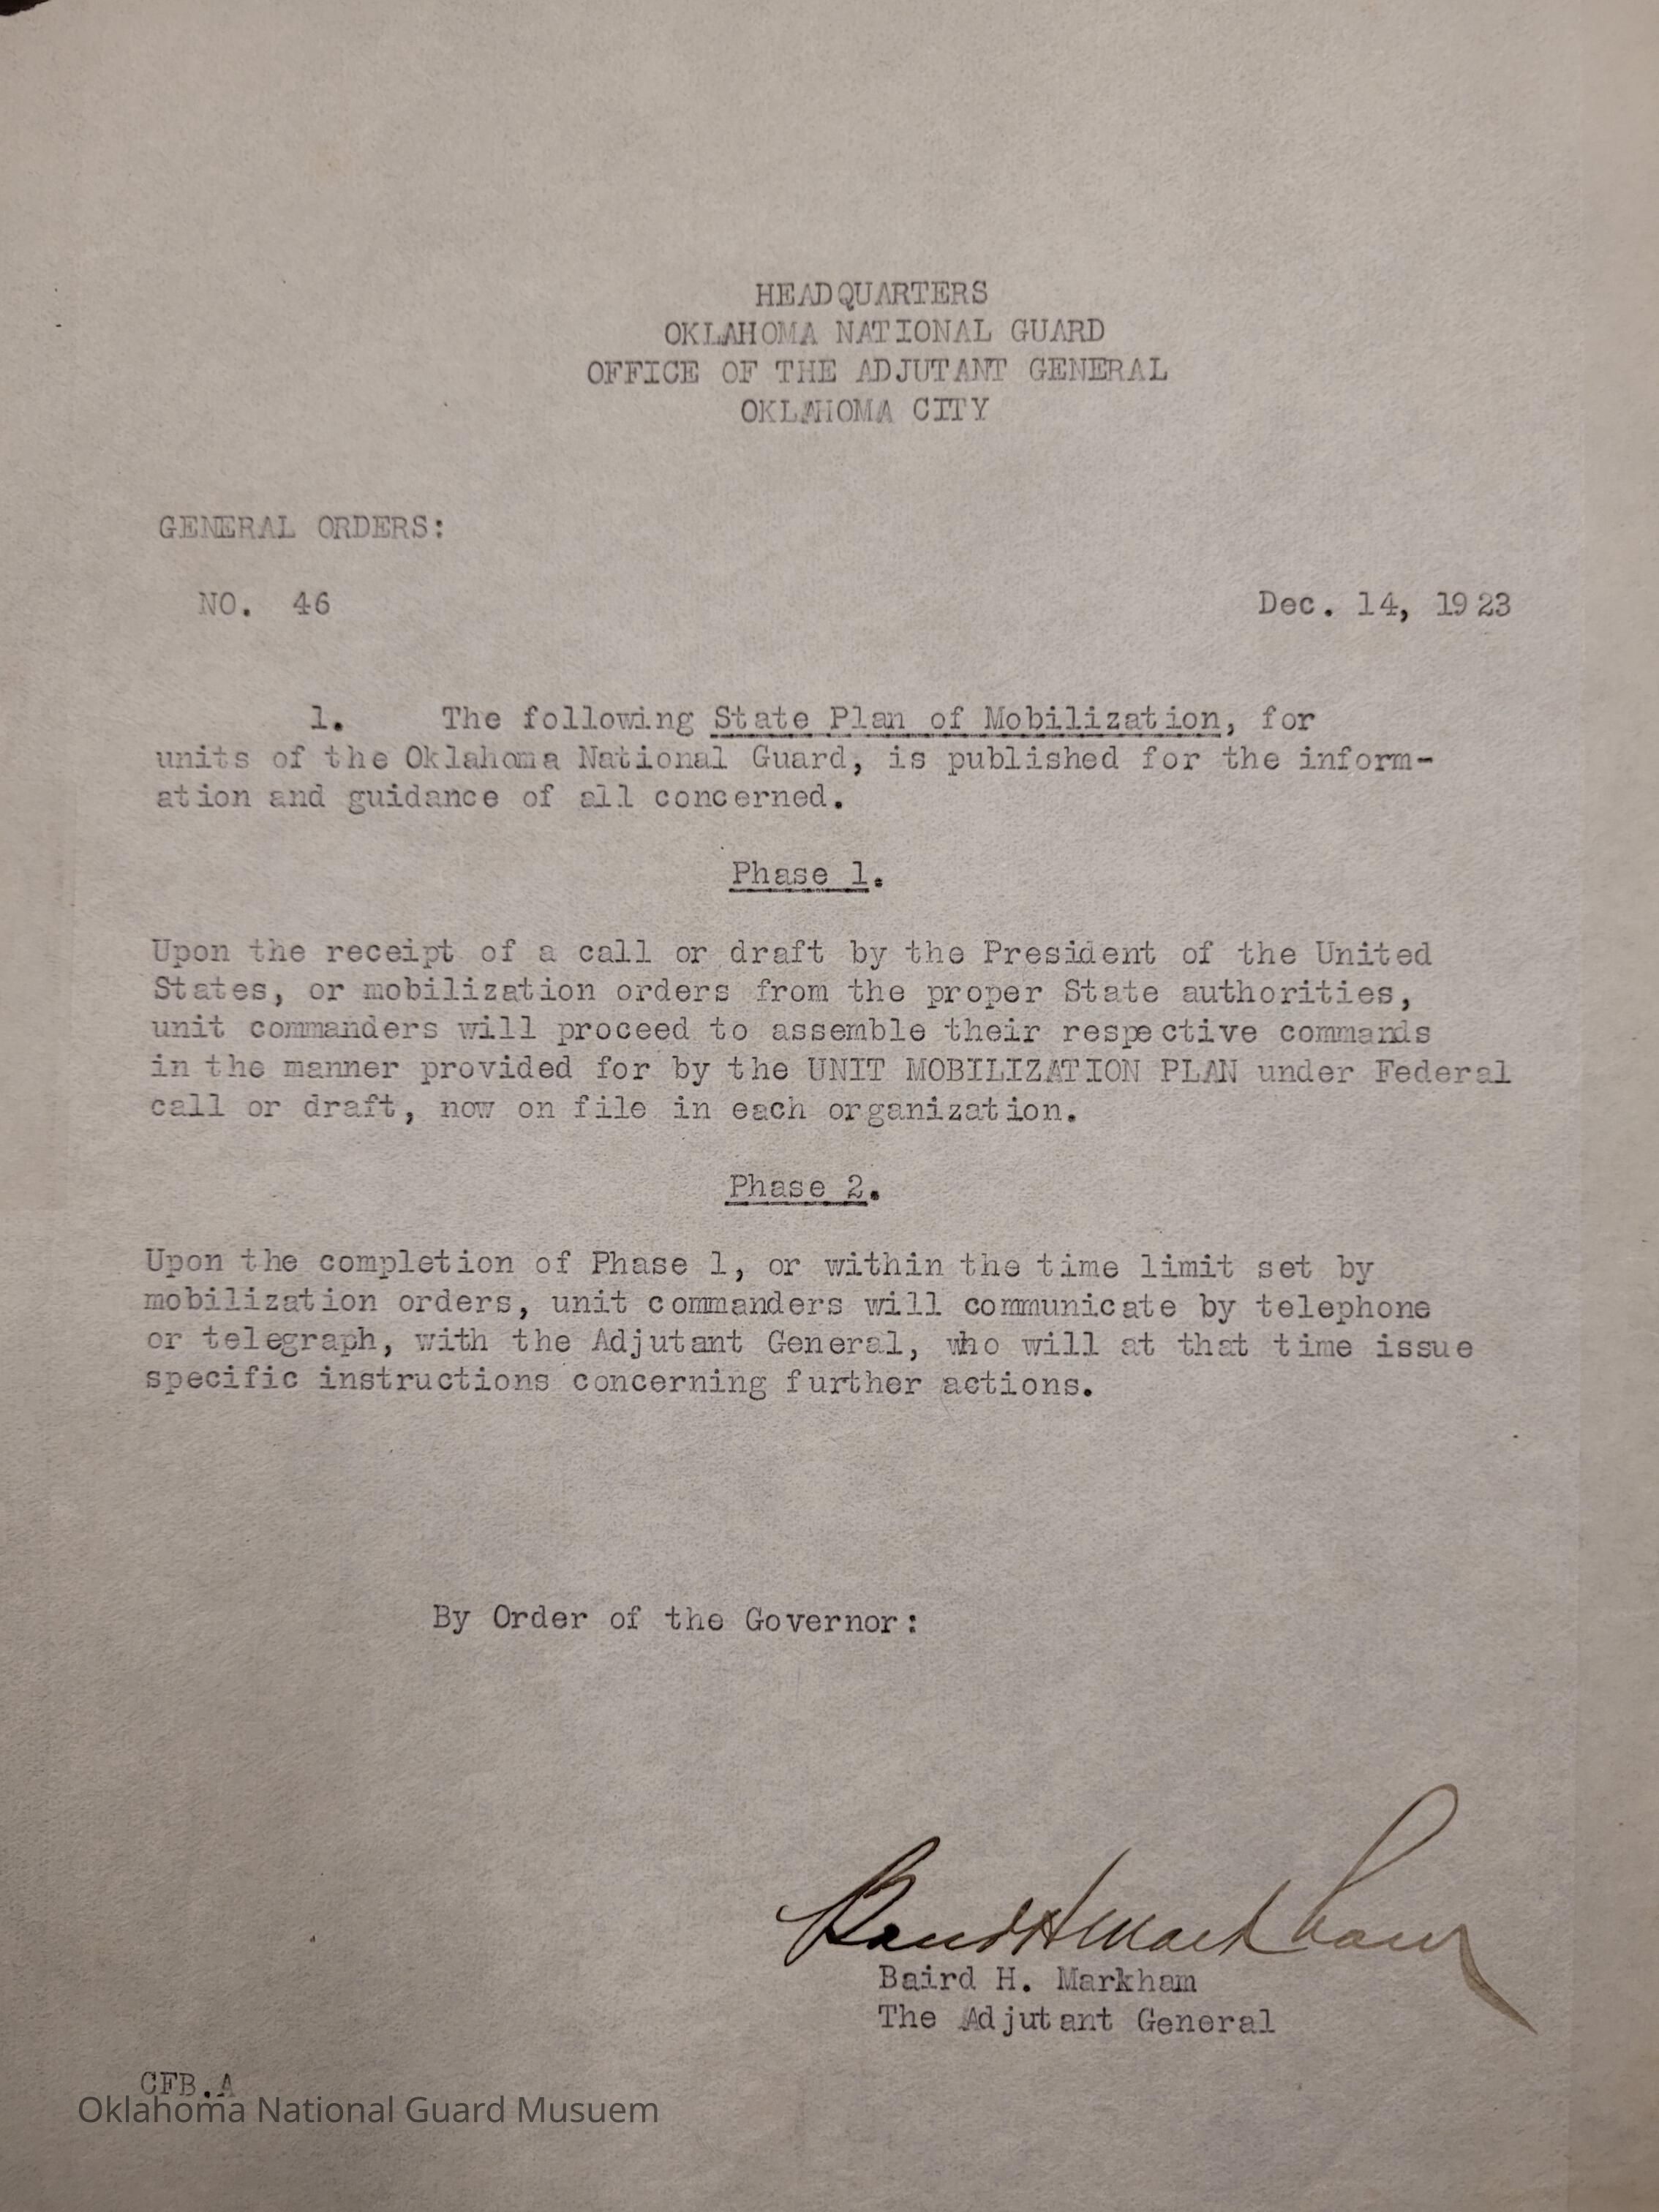 HEADQUARTERS
OKLAHOMA NATIONAL GUARD
OFFICE OF THE ADJUTANT GENERAL
OKLAHOMA CITY
GENERAL ORDERS:
NO. 46 Dec. 14, 1923
1. The following State Plan of Mobilization, for
units of the Oklahoma National Guard, is published for the inform-
ation and guidance of all concerned.
Phase 1.
Upon the receipt of a call or draft by the President of the United
States, or mobilization orders from the proper State authorities,
unit commanders will proceed to assemble their respective commands
in the manner provided for by the UNIT MOBILIZATION PLAN under Federal
call or draft, now on file in each organization.
Phase 2.
Upon the completion of Phase 1, or within the time limit set by
mobilization orders, unit commanders will communicate by telephone
or telegraph, with the Adjutant General, who will at that time issue
specific instructions concerning further actions.
By Order of the Governor:
Baird H Markham
Baird H. Markham
The Adjutant General
CFB.A
Oklahoma National Guard Musuem